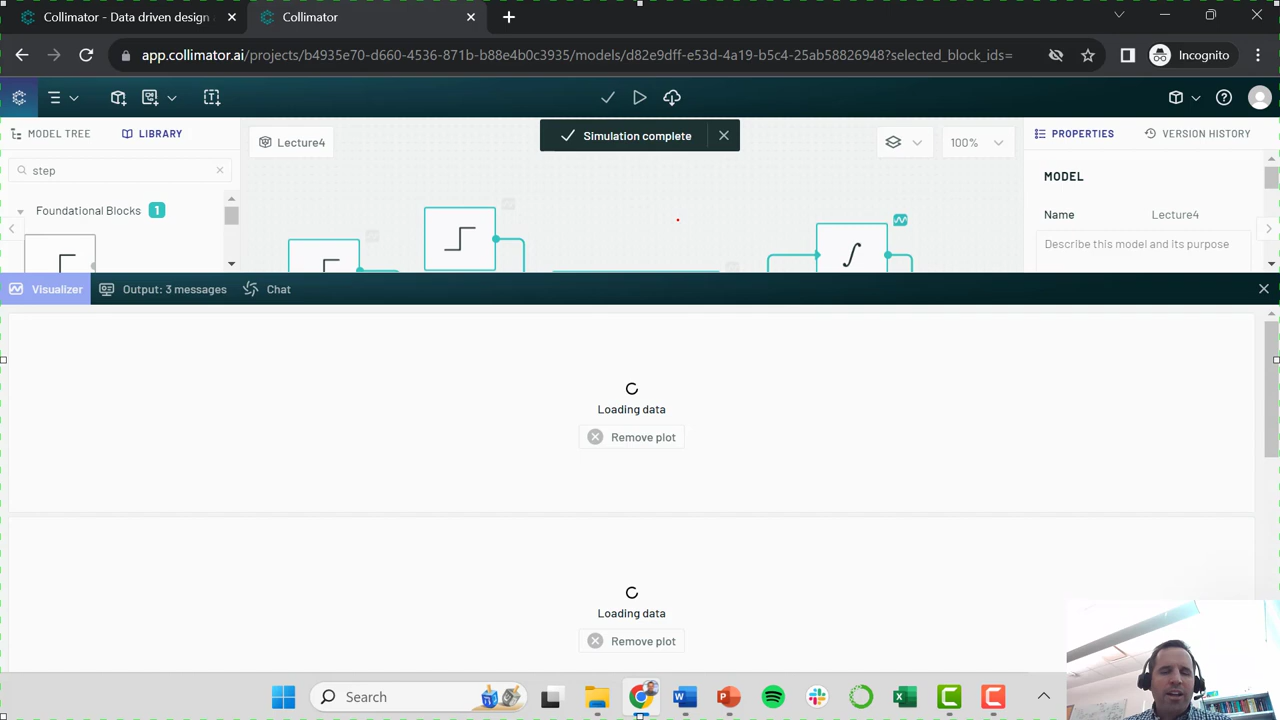 Collimator - Data driven design
Collimator
app.collimator.ai/projects/b4935e70-d660-4536-871b-b88e4b0c3935/models/d82e9dff-e53d-4a19-b5c4-25ab58826948?selected_block_ids=
Incognito
MODEL TREE
LIBRARY
Lecture4
Simulation complete
100%
PROPERTIES
VERSION HISTORY
step
MODEL
Foundational Blocks 1
Name
Lecture4
Describe this model and its purpose
Visualizer
Output: 3 messages
Chat
Loading data
Remove plot
Loading data
Remove plot
Search